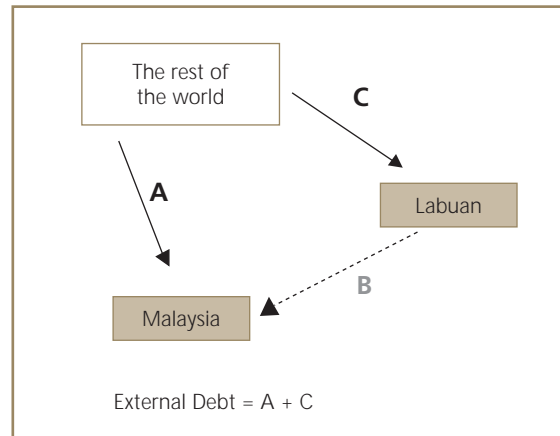 The rest of
the world
C
A
Labuan
B
Malaysia
External Debt = A + C